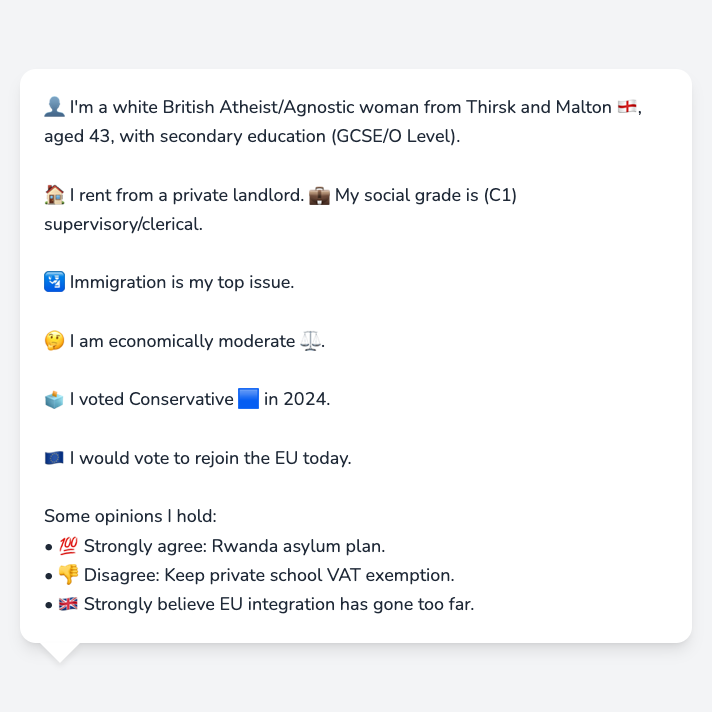 👤 I'm a white British Atheist/Agnostic woman from Thirsk and Malton 🏴󠁧󠁢󠁥󠁮󠁧󠁿,
aged 43, with secondary education (GCSE/O Level).
🏠 I rent from a private landlord. 💼 My social grade is (C1)
supervisory/clerical.
🛂 Immigration is my top issue.
🤔 I am economically moderate ⚖️.
🗳️ I voted Conservative 🟦 in 2024.
🇪🇺 I would vote to rejoin the EU today.
Some opinions I hold:
• 💯 Strongly agree: Rwanda asylum plan.
• 👎 Disagree: Keep private school VAT exemption.
• 🇬🇧 Strongly believe EU integration has gone too far.